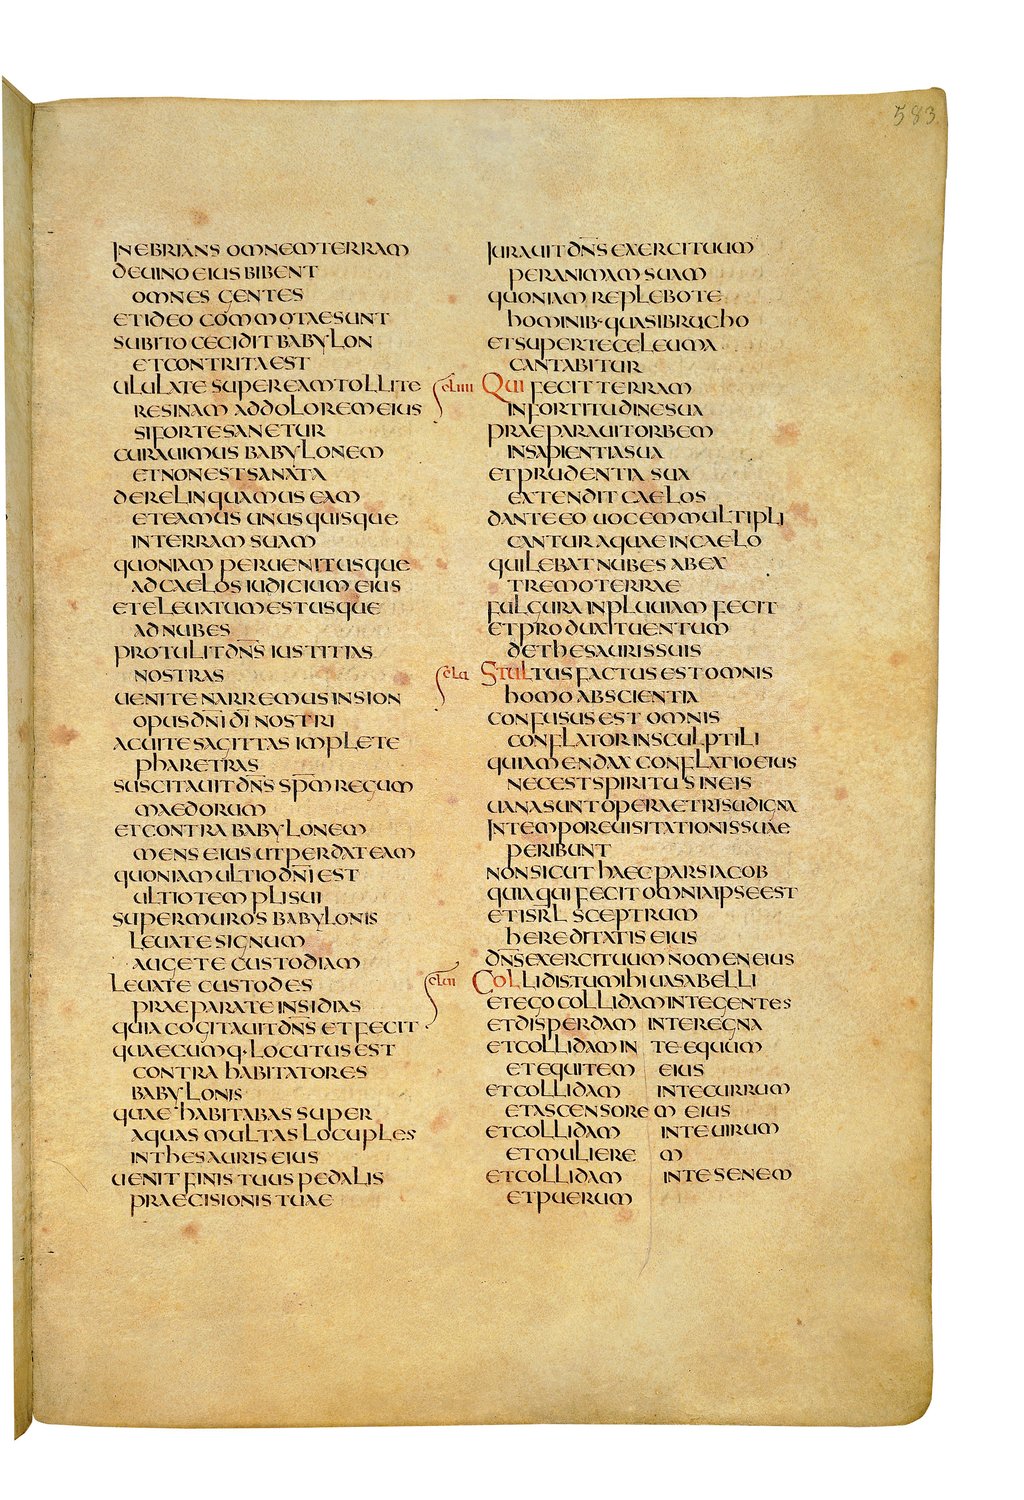 583
INEBRIANS OMNEM TERRAM
DE UINO EIUS BIBENT
OMNES GENTES
ET IDEO COMMOTAE SUNT
SUBITO CECIDIT BABYLON
ET CONTRITA EST
ULULATE SUPER EAM TOLLITE
RESINAM AD DOLOREM EIUS
SI FORTE SANETUR
CURAUIMUS BABYLONEM
ET NON EST SANATA
DERELINQUAMUS EAM
ET EAMUS UNUSQUISQUE
IN TERRAM SUAM
QUONIAM PERUENIT USQUE
AD CAELOS IUDICIUM EIUS
ET ELEUATUM EST USQUE
AD NUBES
PROTULIT DN̅S IUSTITIAS
NOSTRAS
UENITE NARREMUS IN SION
OPUS DN̅I DI̅ NOSTRI
ACUITE SAGITTAS IMPLETE
PHARETRAS
SUSCITAUIT DN̅S SPM̅ REGUM
MAEDORUM
ET CONTRA BABYLONEM
MENS EIUS UT PERDAT EAM
QUONIAM ULTIO DN̅I EST
ULTIO TEMPLI SUI
SUPER MUROS BABYLONIS
LEUATE SIGNUM
AUGETE CUSTODIAM
LEUATE CUSTODES
PRAEPARATE INSIDIAS
QUIA COGITAUIT DN̅S ET FECIT
QUAECUMQ· LOCUTUS EST
CONTRA HABITATORES
BABYLONIS
QUAE HABITABAS SUPER
AQUAS MULTAS LOCUPLES
IN THESAURIS EIUS
UENIT FINIS TUUS PEDALIS
PRAECISIONIS TUAE
IURAUIT DN̅S EXERCITUUM
PER ANIMAM SUAM
QUONIAM REPLEBO TE
HOMINIB· QUASI BRUCHO
ET SUPER TE CELEUMA
CANTABITUR
QUI FECIT TERRAM
IN FORTITUDINE SUA
PRAEPARAUIT ORBEM
IN SAPIENTIA SUA
ET PRUDENTIA SUA
EXTENDIT CAELOS
DANTE EO UOCEM MULTIPLI
CANTUR AQUAE IN CAELO
QUI LEBAT NUBES AB EX
TREMO TERRAE
FULGURA IN PLUUIAM FECIT
ET PRODUXIT UENTUM
DE THESAURIS SUIS
STULTUS FACTUS EST OMNIS
HOMO AB SCIENTIA
CONFUSUS EST OMNIS
CONFLATOR IN SCULPTILI
QUIA MENDAX CONFLATIO EIUS
NEC EST SPIRITUS IN EIS
UANA SUNT OPERA ET RISU DIGNA
IN TEMPORE UISITATIONIS SUAE
PERIBUNT
NON SICUT HAEC PARS IACOB
QUIA QUI FECIT OMNIA IPSE EST
ET ISRL̅ SCEPTRUM
HEREDITATIS EIUS
DN̅S EXERCITUUM NOMEN EIUS
COLLIDIS TU MIHI UASA BELLI
ET EGO COLLIDAM IN TE GENTES
ET DISPERDAM IN TE REGNA
ET COLLIDAM IN TE EQUUM
ET EQUITEM EIUS
ET COLLIDAM IN TE CURRUM
ET ASCENSOREM EIUS
ET COLLIDAM IN TE UIRUM
ET MULIEREM
ET COLLIDAM IN TE SENEM
ET PUERUM